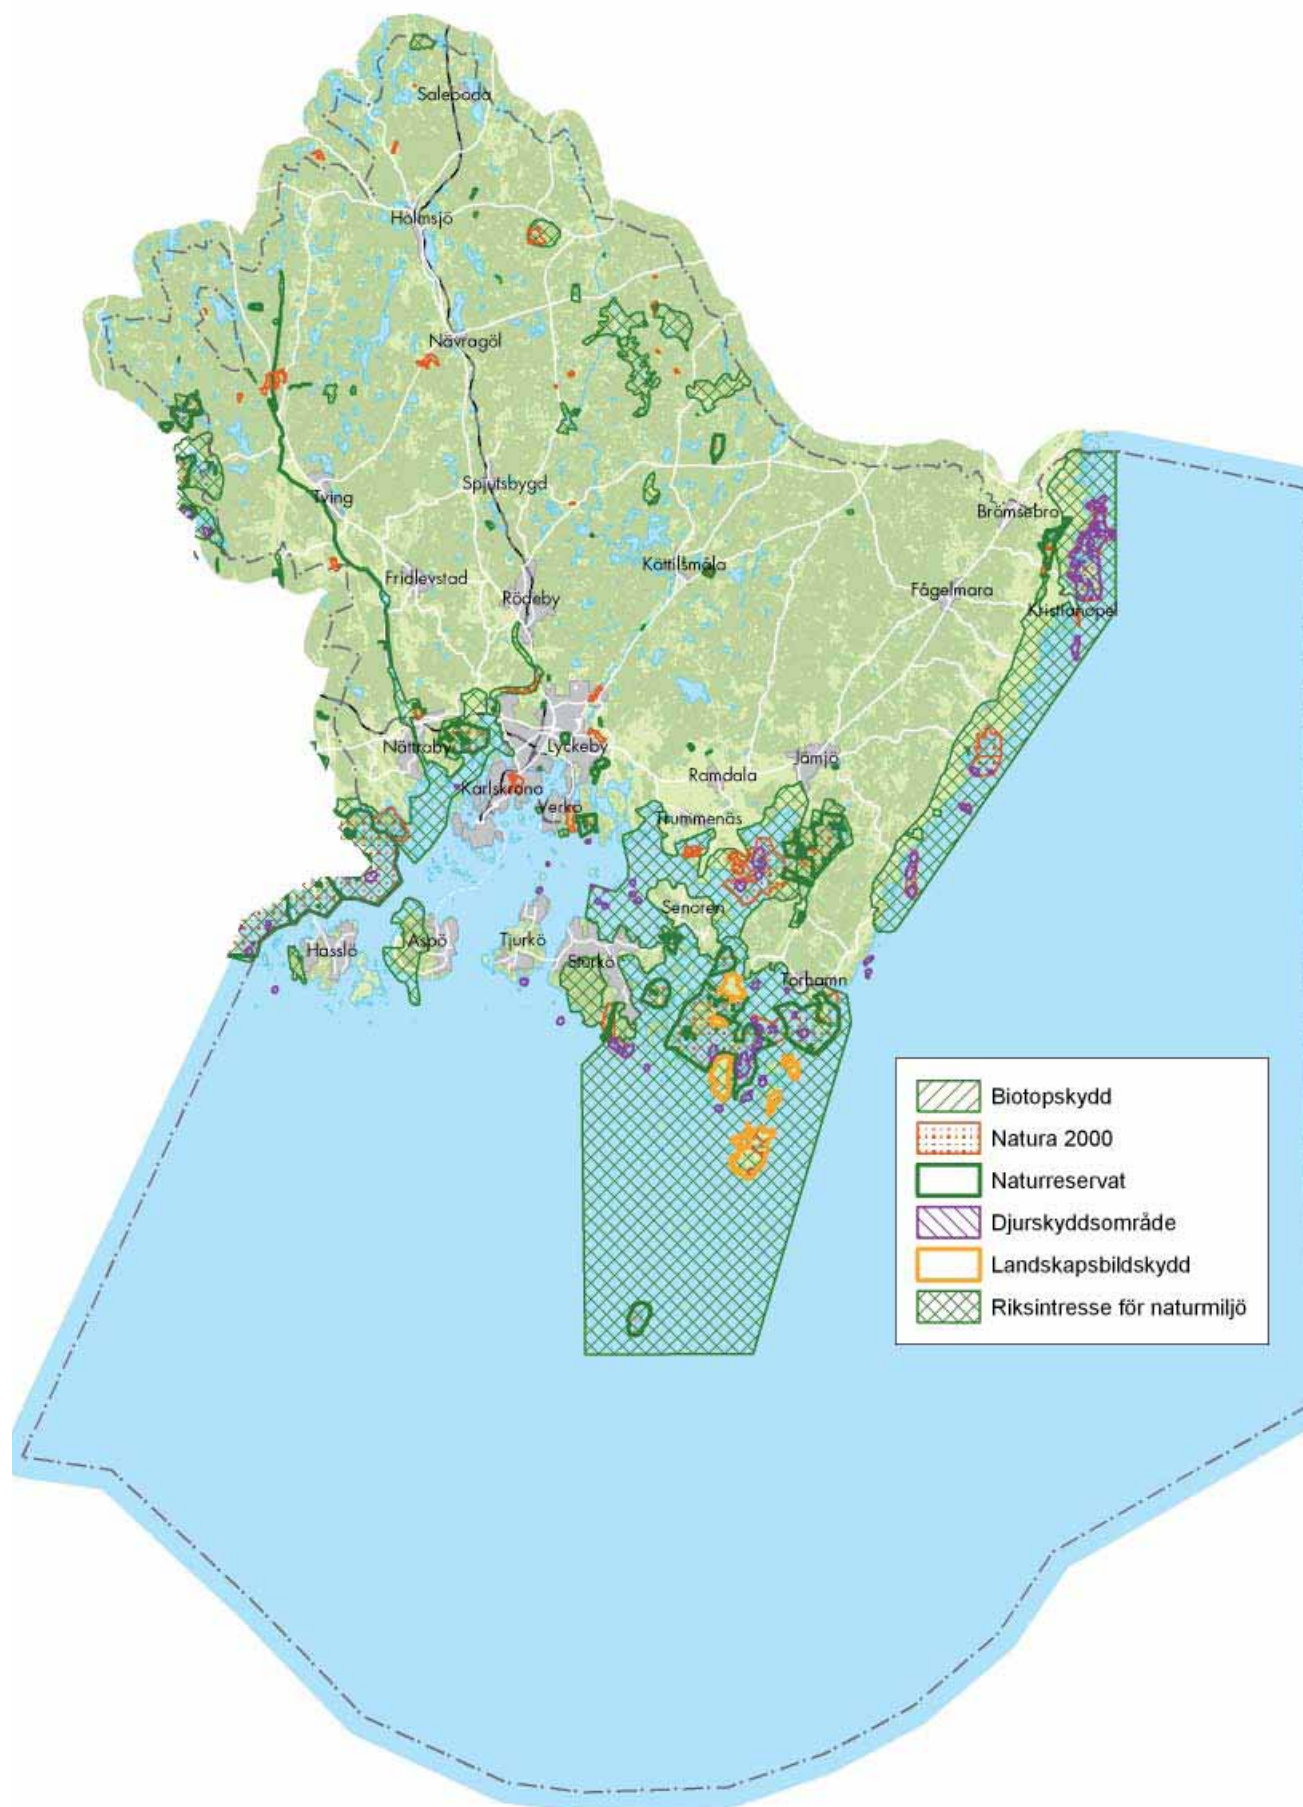 Saleboda
Holmsjö
Nävragöl
Spjutsbygd
Tving
Brömsebro
Kättilsmåla
Fridlevstad
Fågelmara
Rödeby
Kristianopel
Nättraby
Lyckeby
Jämjö
Ramdala
Karlskrona
Verkö
Trummenäs
Senoren
Hasslö
Aspö
Tjurkö
Sturkö
Torhamn
Biotopskydd
Natura 2000
Naturreservat
Djurskyddsområde
Landskapsbildskydd
Riksintresse för naturmiljö